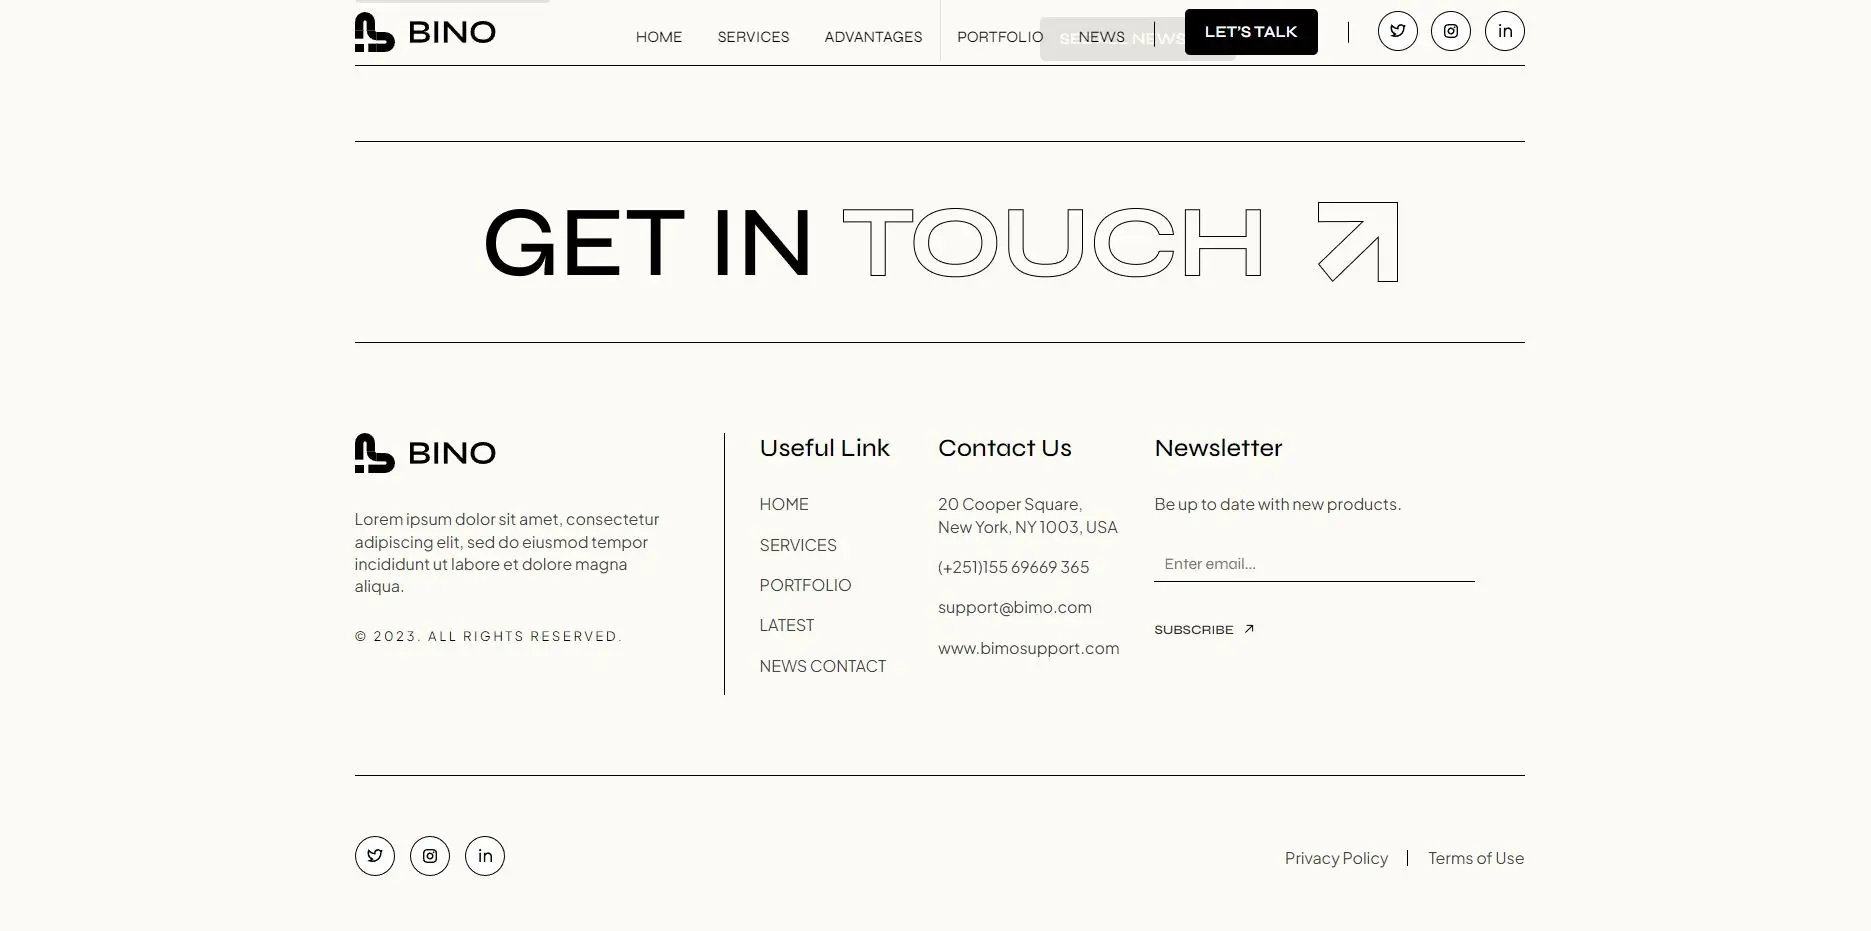 BINO
HOME SERVICES ADVANTAGES PORTFOLIO NEWS
LET'S TALK
in
GET IN TOUCH
BINO
Lorem ipsum dolor sit amet, consectetur
adipiscing elit, sed do eiusmod tempor
incididunt ut labore et dolore magna
aliqua.
© 2023. ALL RIGHTS RESERVED.
Useful Link
HOME
SERVICES
PORTFOLIO
LATEST
NEWS CONTACT
Contact Us
20 Cooper Square,
New York, NY 1003, USA
(+251)155 69669 365
support@bimo.com
www.bimosupport.com
Newsletter
Be up to date with new products.
Enter email...
SUBSCRIBE
in
Privacy Policy | Terms of Use